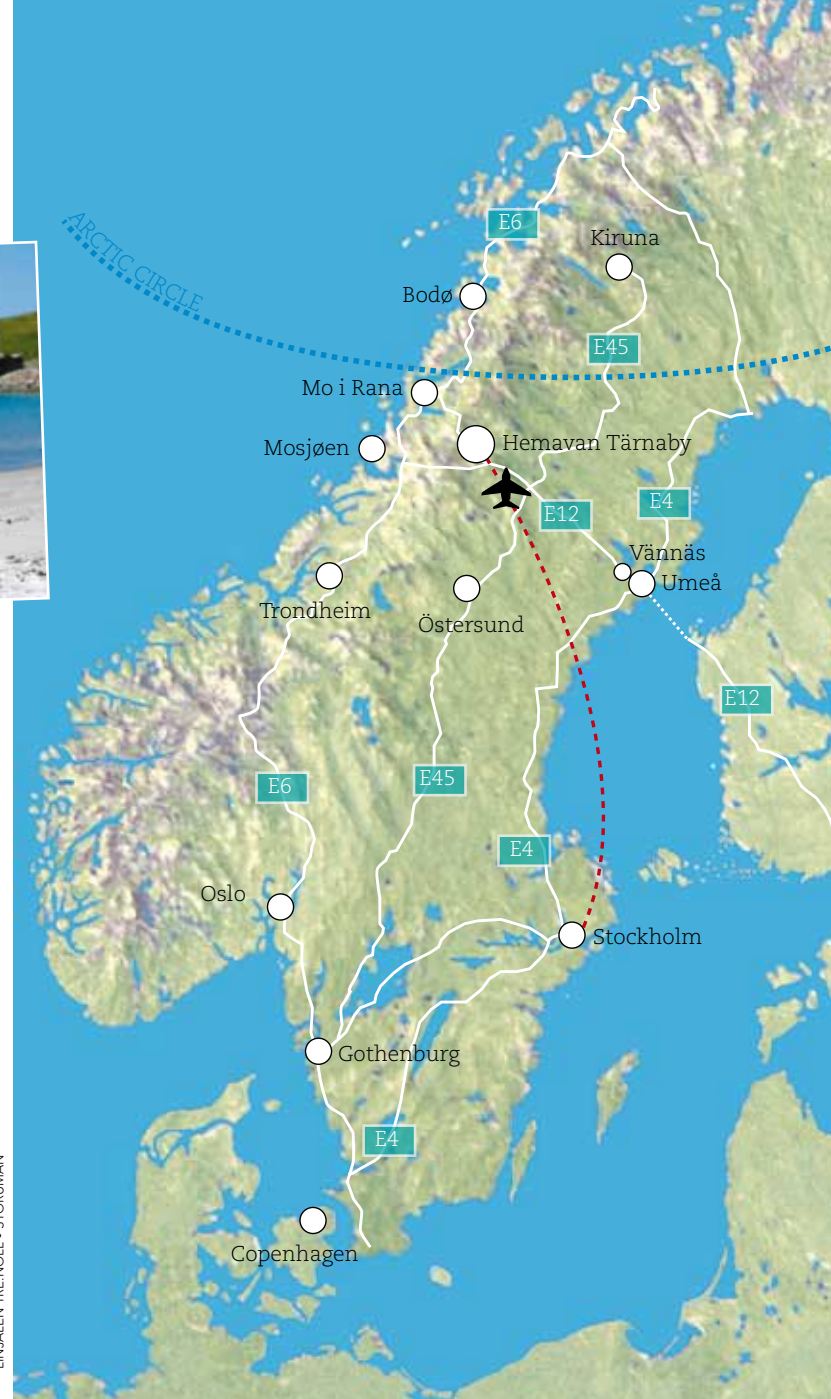 ARCTIC CIRCLE
E6
Kiruna
Bodø
E45
Mo i Rana
Mosjøen
Hemavan Tärnaby
E4
E12
Vännäs
Umeå
Trondheim
Östersund
E12
E6
E45
E4
Oslo
Stockholm
Gothenburg
E4
Copenhagen